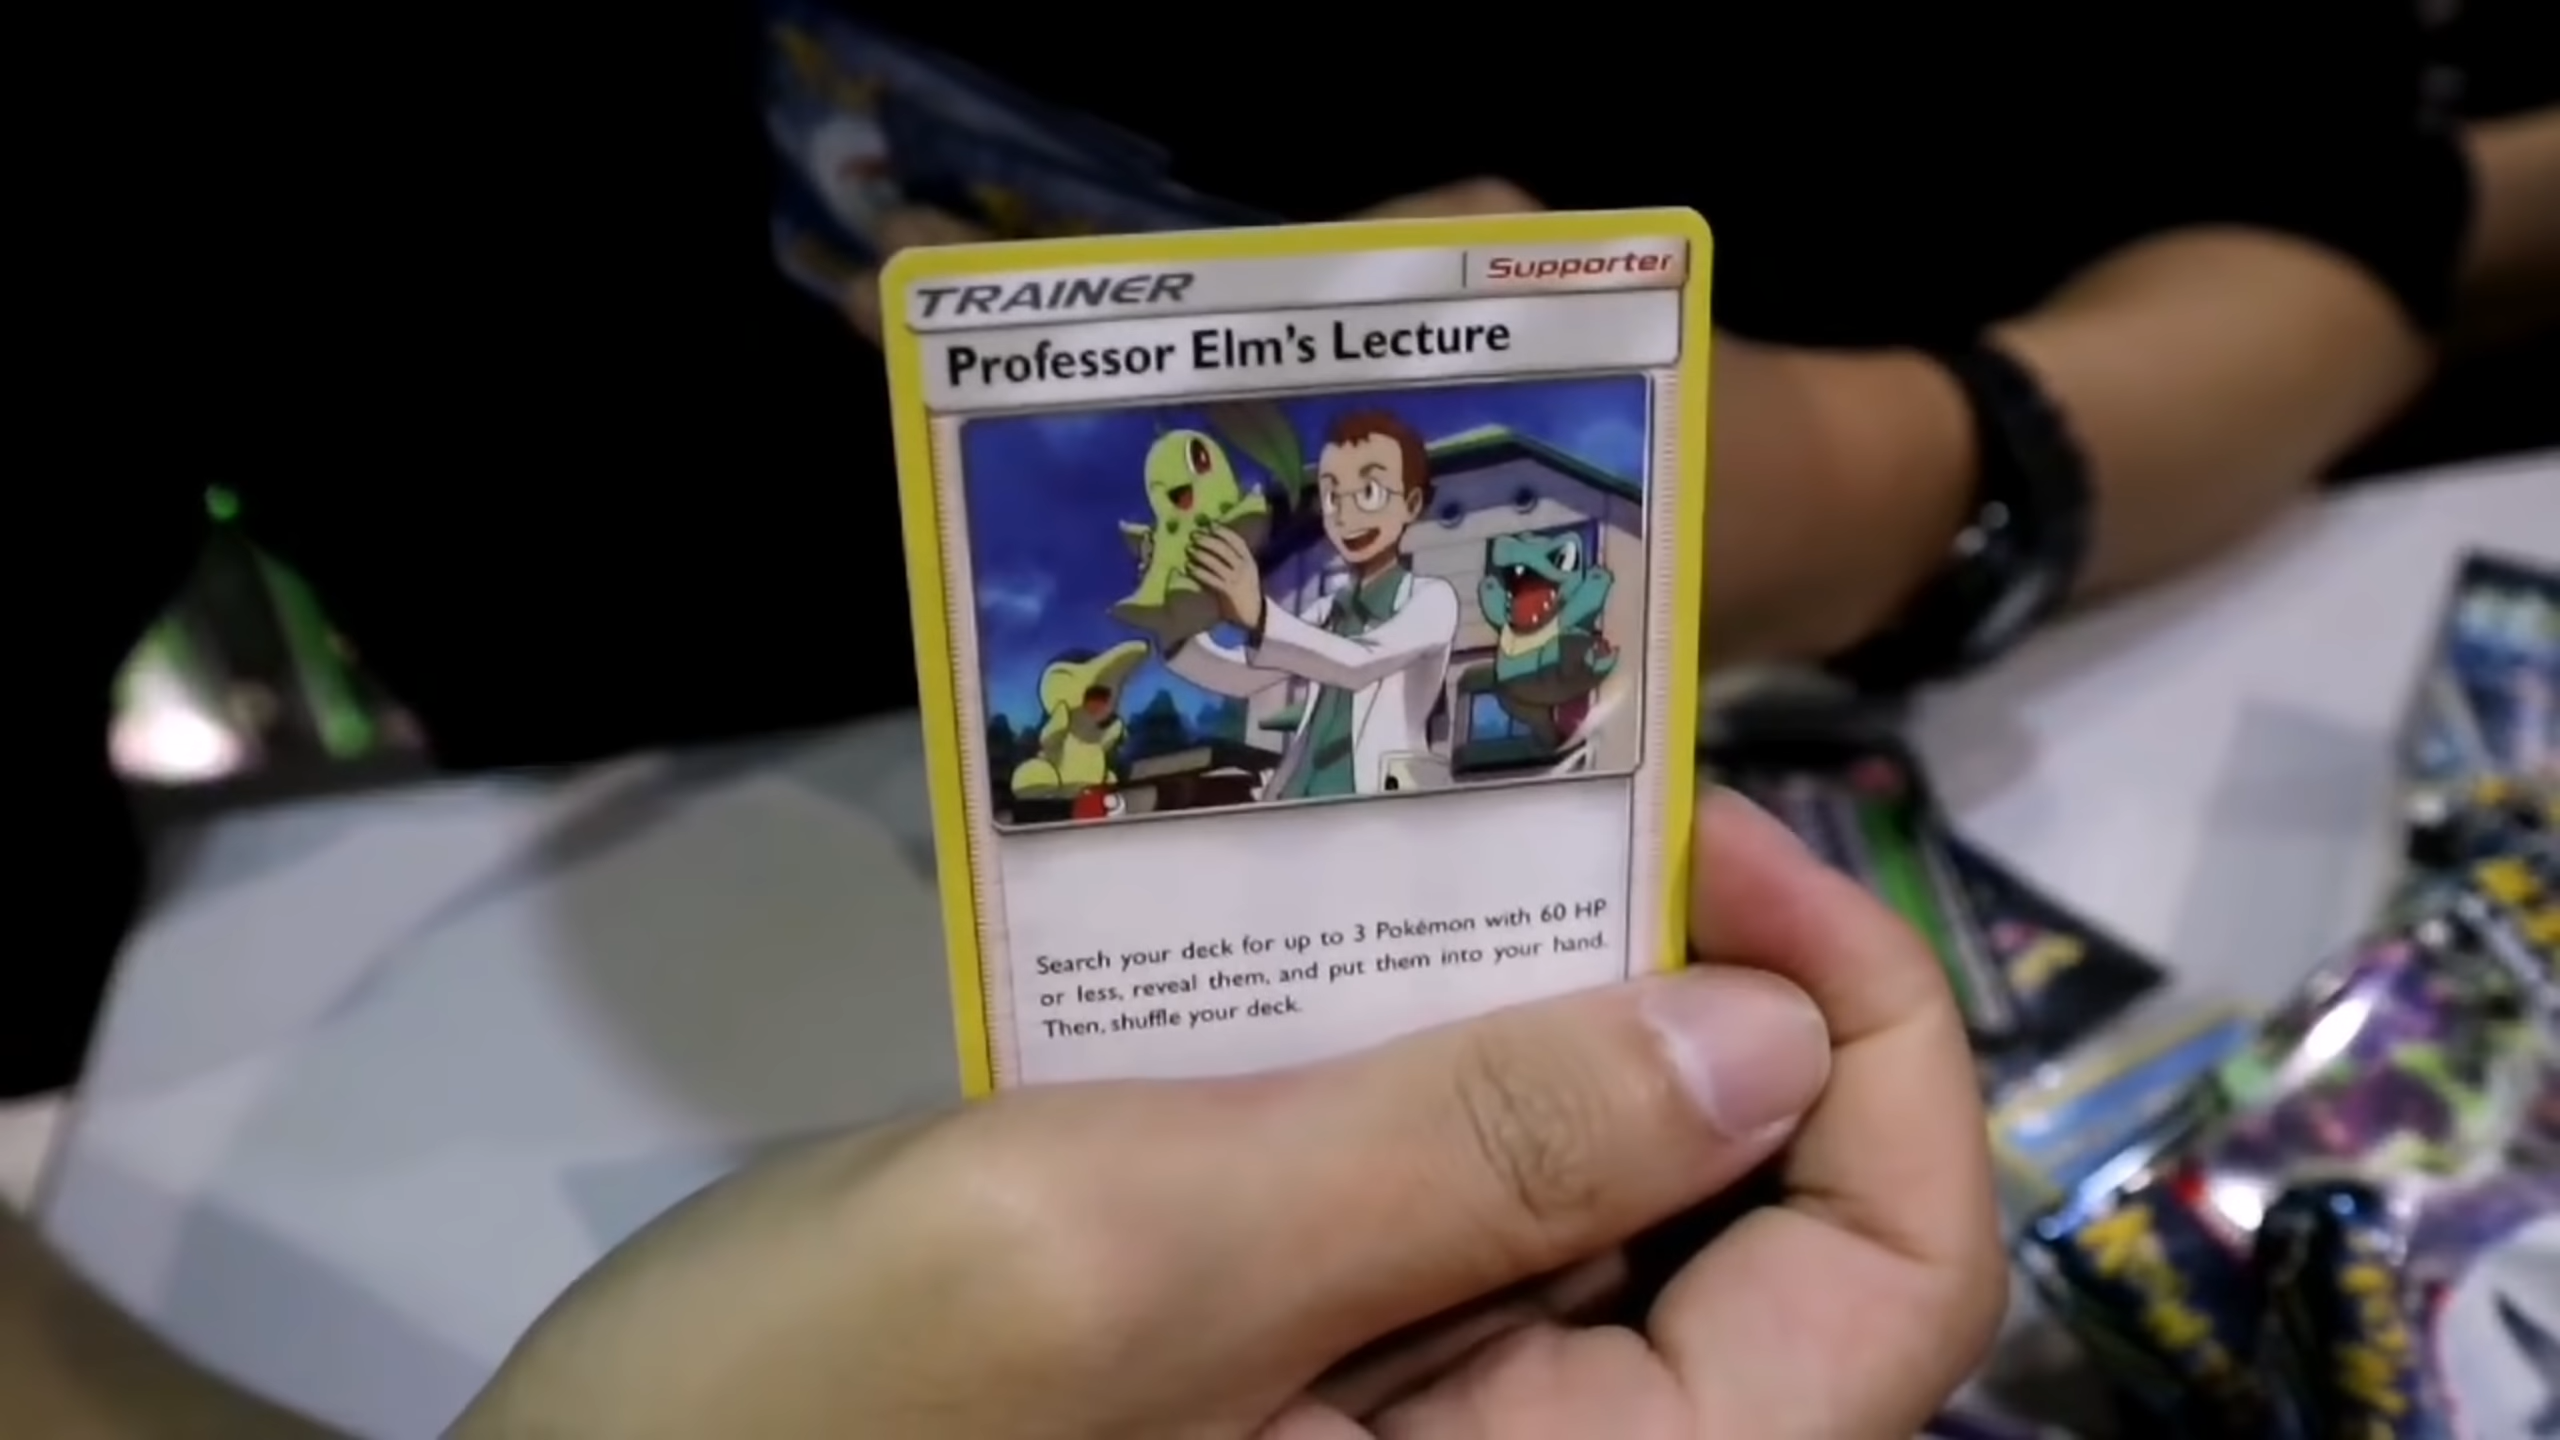 TRAINER
Supporter
Professor Elm's Lecture
Search your deck for up to 3 Pokémon with 60 HP
or less, reveal them, and put them into your hand.
Then, shuffle your deck.